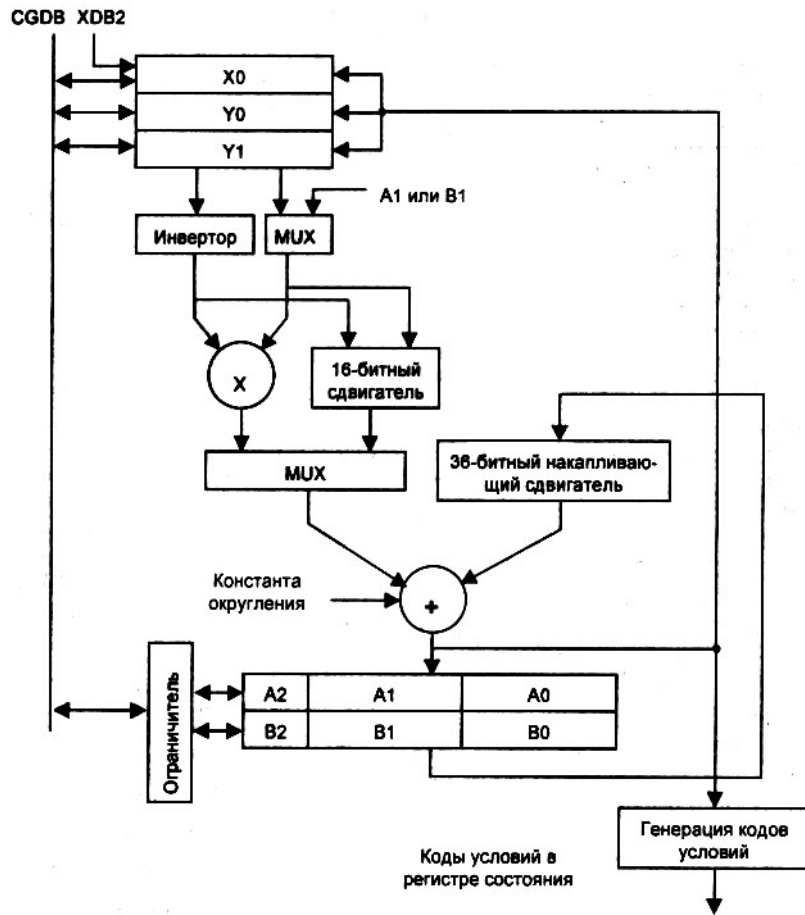 CGDB XDB2
X0
Y0
Y1
A1 или B1
Инвертор
MUX
X
16-битный
сдвигатель
MUX
36-битный накапливаю-
щий сдвигатель
Константа
округления
+
Ограничитель
A2 A1 A0
B2 B1 B0
Генерация кодов
условий
Коды условий в
регистре состояния